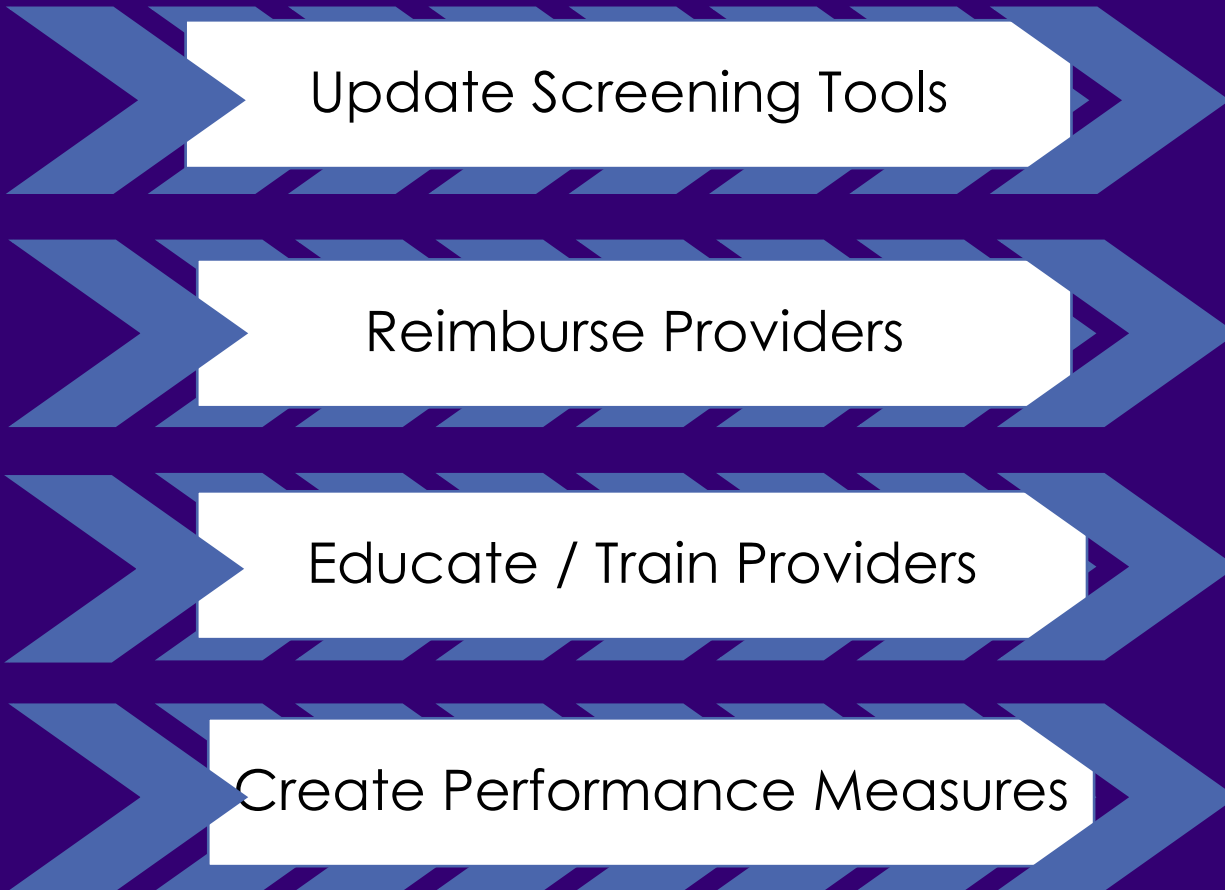 Update Screening Tools
Reimburse Providers
Educate / Train Providers
Create Performance Measures